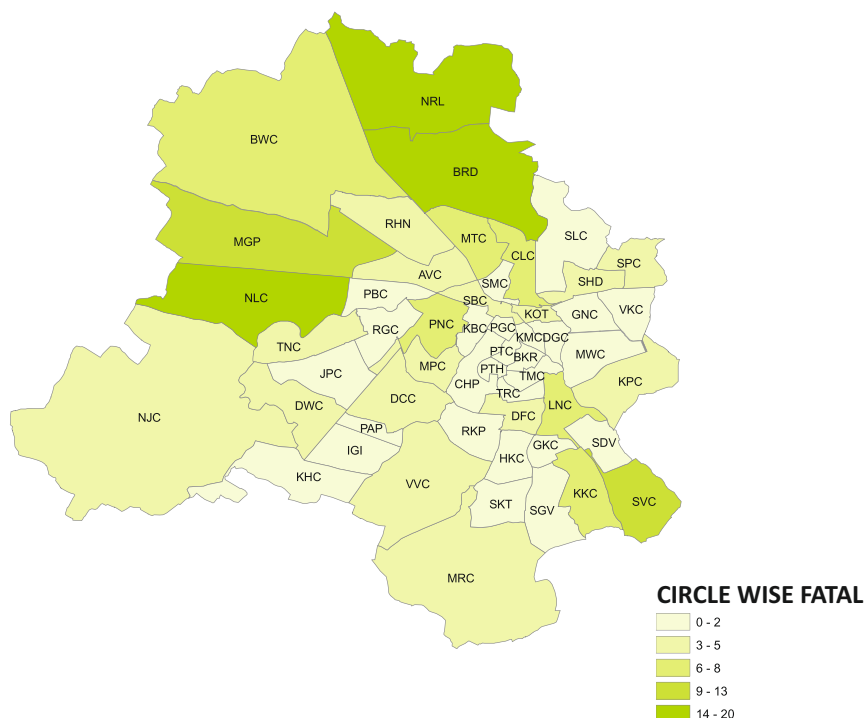 NRL
BWC
BRD
RHN
SLC
MTC
MGP
CLC
SPC
AVC
SMC
SHD
NLC
PBC
SBC
KOT
GNC
VKC
RGC
PNC
KBC
PGC
KMC
DGC
TNC
PTC
BKR
MWC
MPC
PTH
TMC
JPC
CHP
TRC
KPC
DWC
DCC
LNC
NJC
DFC
PAP
RKP
SDV
IGI
GKC
HKC
KHC
VVC
KKC
SVC
SKT
SGV
MRC
CIRCLE WISE FATAL
0 - 2
3 - 5
6 - 8
9 - 13
14 - 20